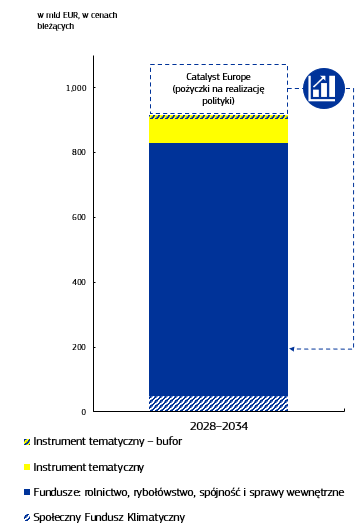 w mld EUR, w cenach
bieżących
Catalyst Europe
(pożyczki na realizację
polityki)
1,000
800
600
400
200
0
2028–2034
Instrument tematyczny – bufor
Instrument tematyczny
Fundusze: rolnictwo, rybołówstwo, spójność i sprawy wewnętrzne
Społeczny Fundusz Klimatyczny